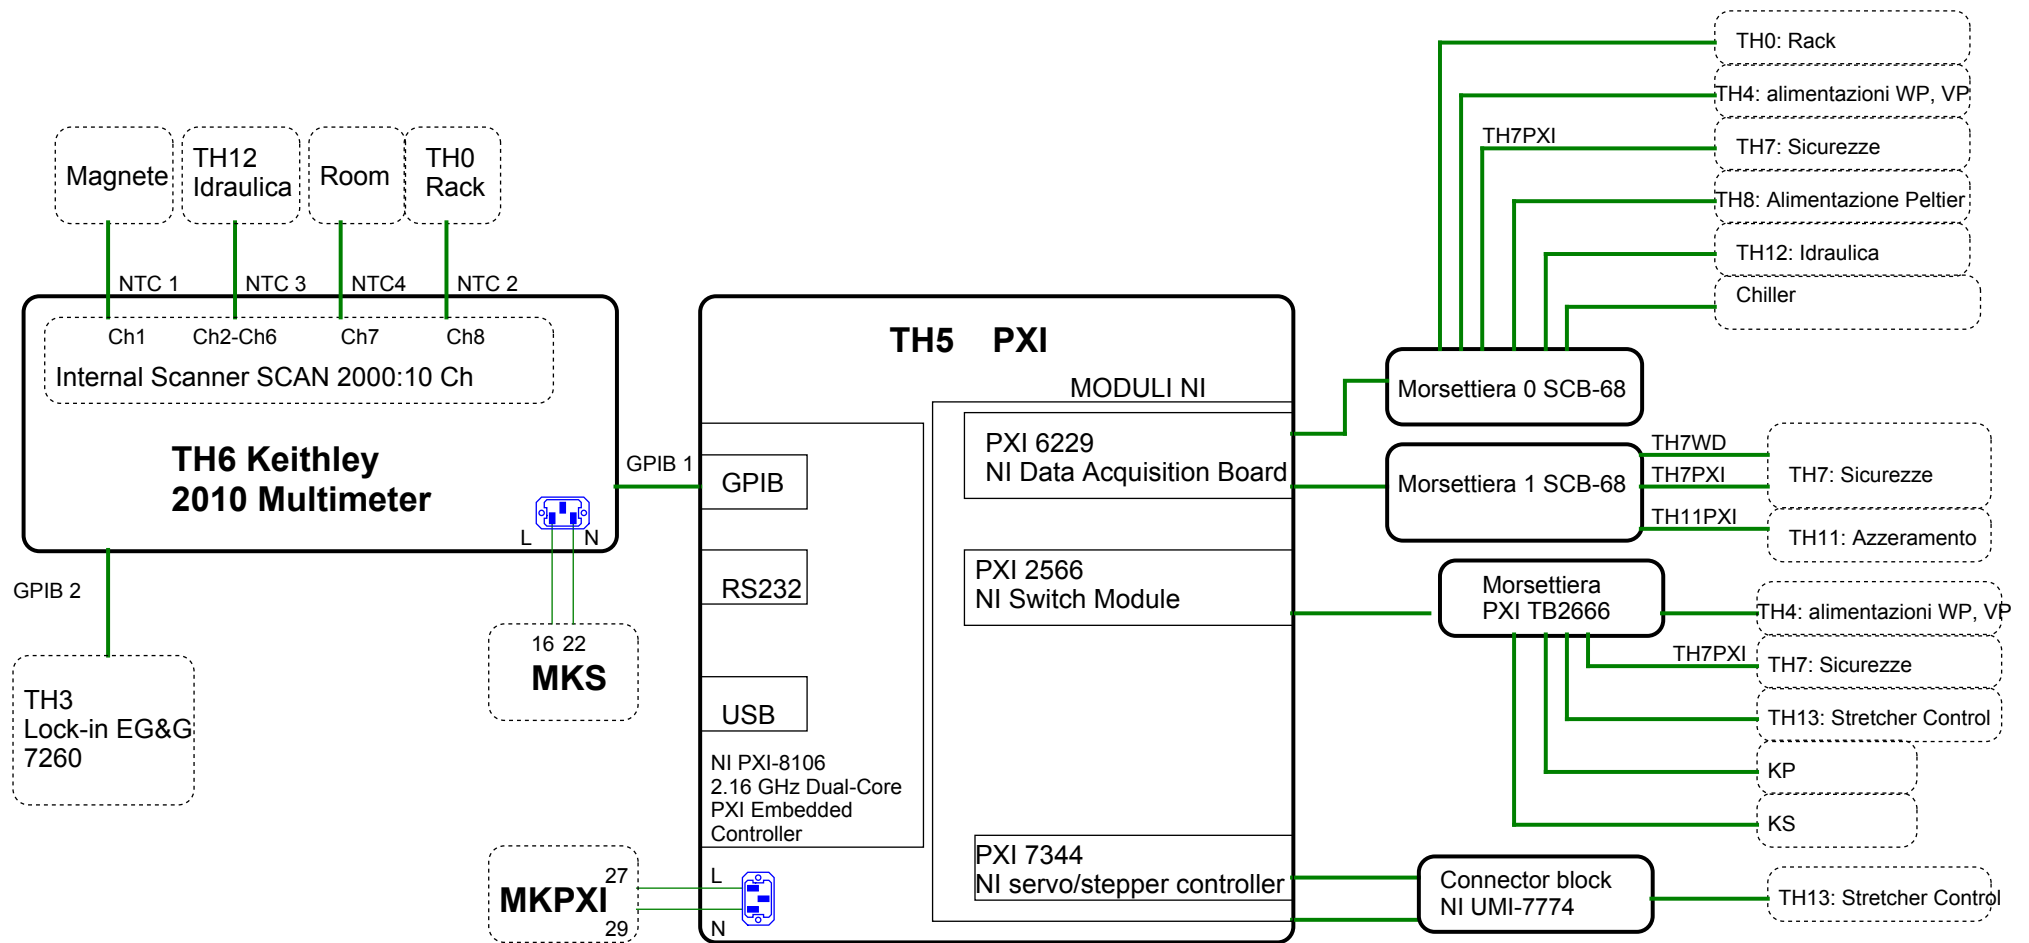 Magnete
TH12
Idraulica
Room
TH0
Rack
NTC 1
NTC 3
NTC4
NTC 2
Ch1
Ch2-Ch6
Ch7
Ch8
Internal Scanner SCAN 2000:10 Ch
TH6 Keithley
2010 Multimeter
L
N
GPIB 1
GPIB 2
TH3
Lock-in EG&G
7260
16 22
MKS
MKPXI
27
29
TH5 PXI
MODULI NI
GPIB
RS232
USB
NI PXI-8106
2.16 GHz Dual-Core
PXI Embedded
Controller
L
N
PXI 6229
NI Data Acquisition Board
PXI 2566
NI Switch Module
PXI 7344
NI servo/stepper controller
TH0: Rack
TH4: alimentazioni WP, VP
TH7PXI
TH7: Sicurezze
TH8: Alimentazione Peltier
TH12: Idraulica
Chiller
Morsettiera 0 SCB-68
Morsettiera 1 SCB-68
TH7WD
TH7PXI
TH7: Sicurezze
TH11PXI
TH11: Azzeramento
Morsettiera
PXI TB2666
TH4: alimentazioni WP, VP
TH7PXI
TH7: Sicurezze
TH13: Stretcher Control
KP
KS
Connector block
NI UMI-7774
TH13: Stretcher Control